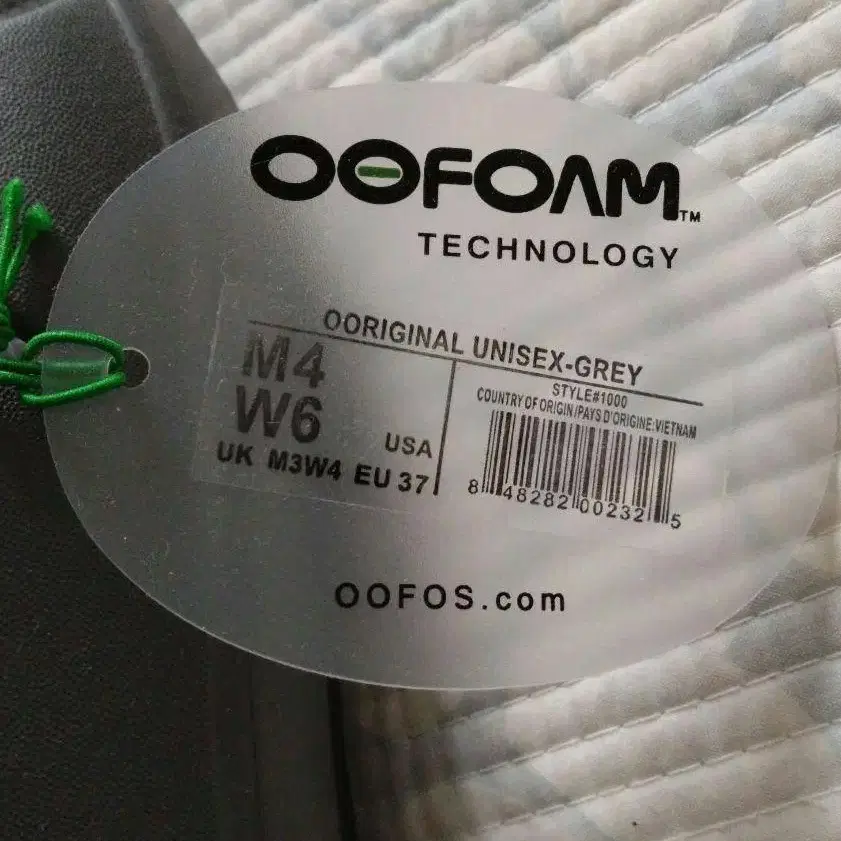 OOFOAM™
TECHNOLOGY
OORIGINAL UNISEX-GREY
M4
W6
USA
UK M3W4 EU 37
STYLE#1000
COUNTRY OF ORIGIN/PAYS D'ORIGINE:VIETNAM
8 48282 00232 5
OOFOS.com